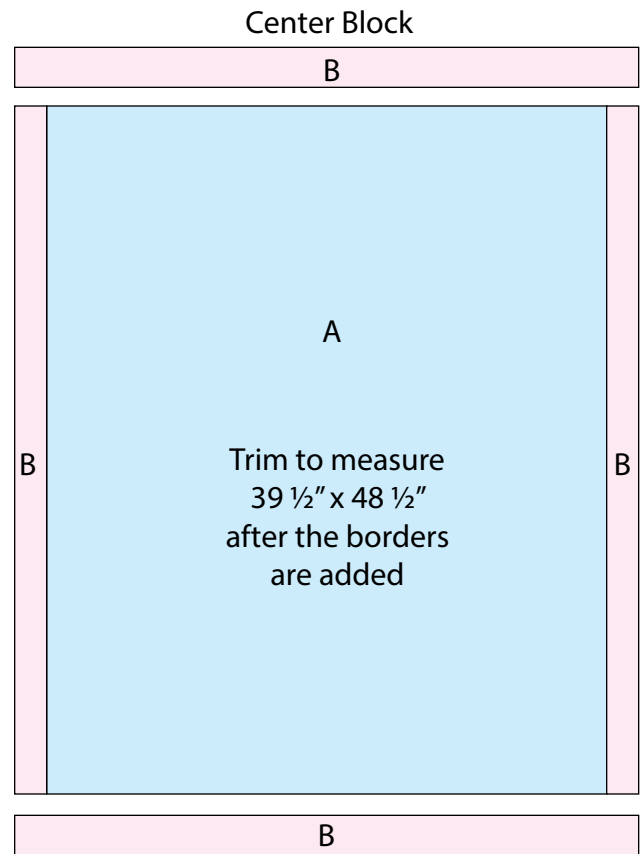 Center Block
B
A
B
Trim to measure
39 ½” x 48 ½”
after the borders
are added
B
B